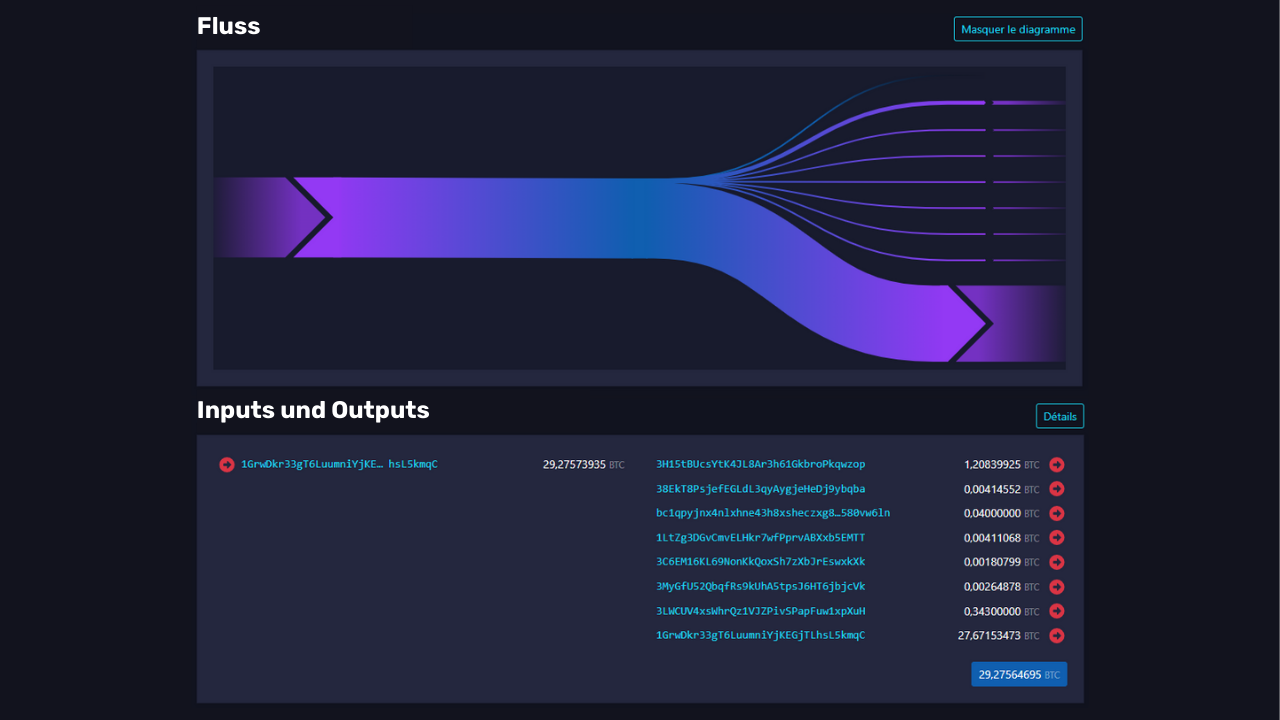 Fluss
Masquer le diagramme
Inputs und Outputs
Détails
1GrwDkr33gT6LuumniYjKE… hsL5kmqC 29,27573935 BTC
3H15tBUcsYtK4JL8Ar3h61GkbroPkqwzop 1,20839925 BTC
38EkT8PsjefEGLdL3qyAygjeHeDj9ybqba 0,00414552 BTC
bc1qpyjnx4nlxhne43h8xsheczxg8…580vw6ln 0,04000000 BTC
1LtZg3DGvCmvELHkr7wfPprvABXxb5EMTT 0,00411068 BTC
3C6EM16KL69NonKkQoxSh7zXbJrEswxkXk 0,00180799 BTC
3MyGfU52QbqfRs9kUhA5tpsJ6HT6jbjcVk 0,00264878 BTC
3LWCUV4xsWhrQz1VJZPivSPapFuw1xpXuH 0,34300000 BTC
1GrwDkr33gT6LuumniYjKEGjTLhsL5kmqC 27,67153473 BTC
29,27564695 BTC